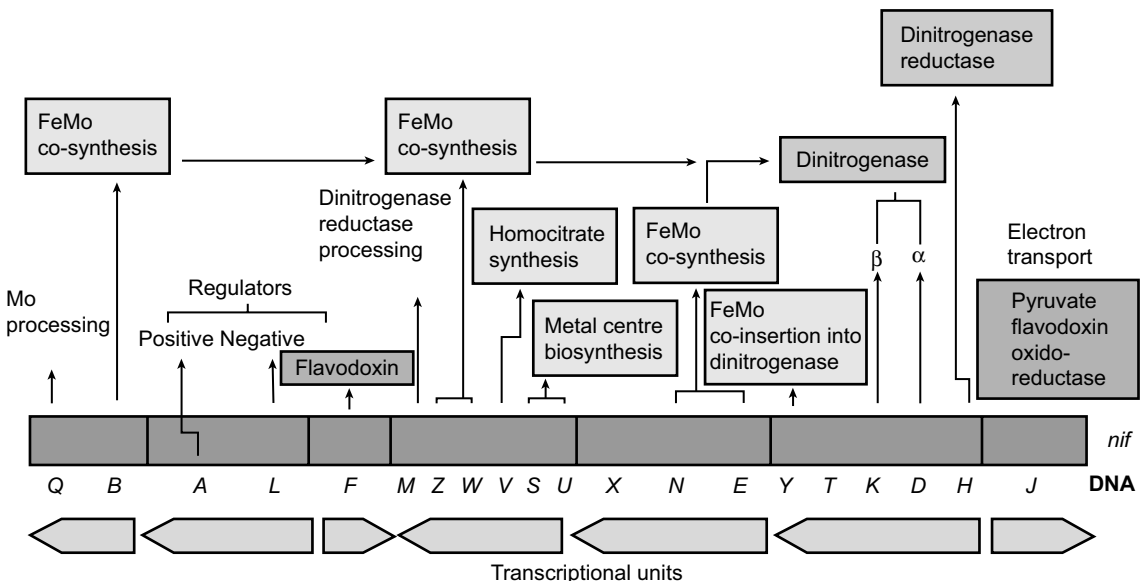 Dinitrogenase
reductase
FeMo
co-synthesis
FeMo
co-synthesis
Dinitrogenase
Dinitrogenase
reductase
processing
Homocitrate
synthesis
FeMo
co-synthesis
Electron
transport
β α
Regulators
Mo
processing
Positive Negative
Metal centre
biosynthesis
FeMo
co-insertion into
dinitrogenase
Pyruvate
flavodoxin
oxido-
reductase
Flavodoxin
nif
Q B A L F M Z W V S U X N E Y T K D H J DNA
Transcriptional units